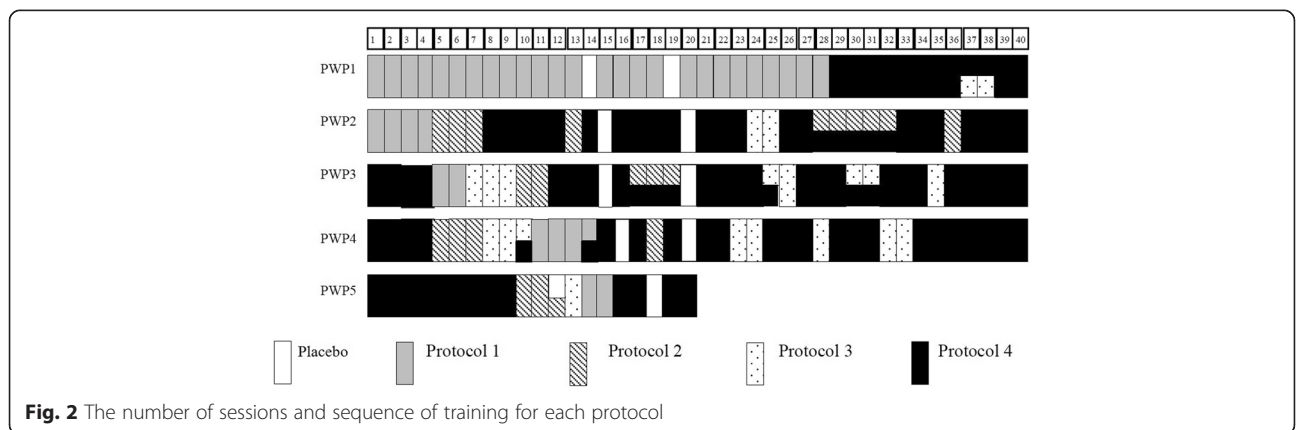 1 2 3 4 5 6 7 8 9 10 11 12 13 14 15 16 17 18 19 20 21 22 23 24 25 26 27 28 29 30 31 32 33 34 35 36 37 38 39 40
PWP1
PWP2
PWP3
PWP4
PWP5
Placebo Protocol 1 Protocol 2 Protocol 3 Protocol 4
Fig. 2 The number of sessions and sequence of training for each protocol